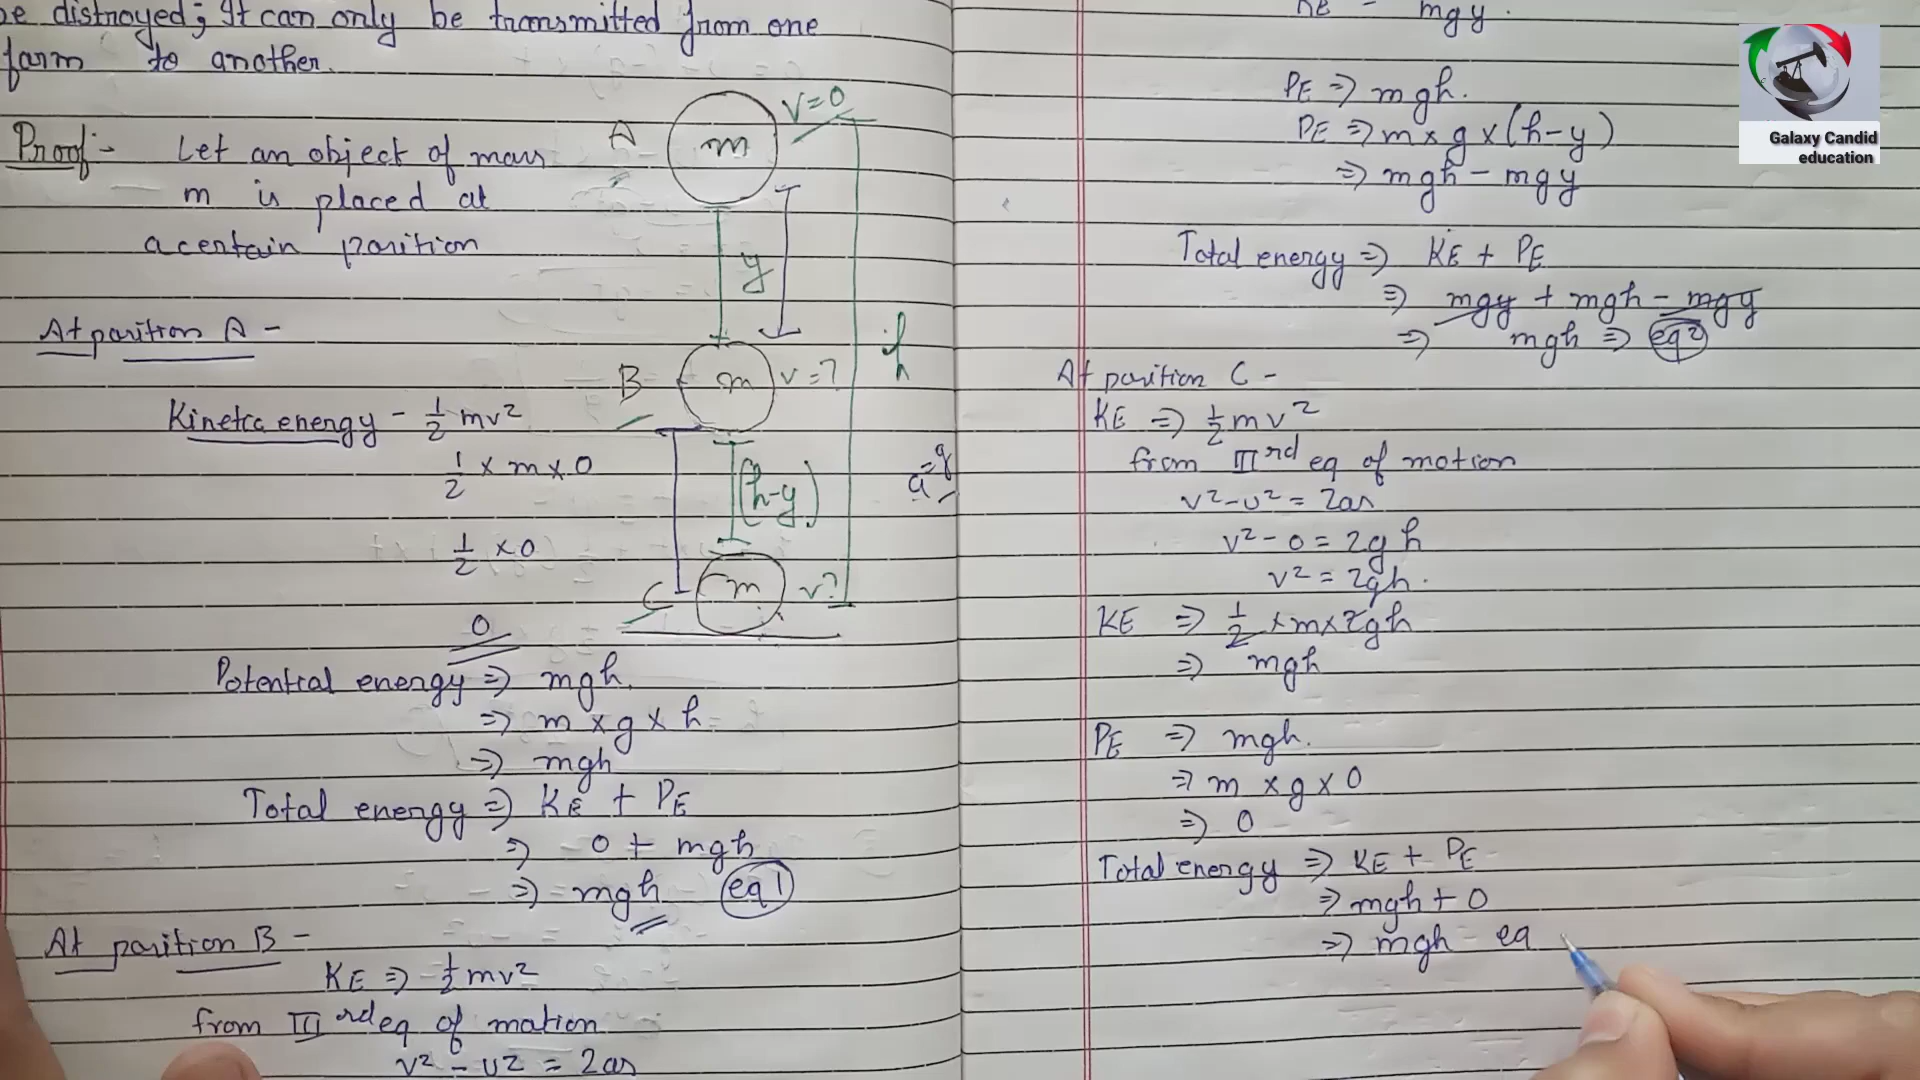 be distroyed; It can only be transmitted from one
farm to another.
Proof - Let an object of mass
m is placed at
a certain position
A
m
V=0
y
h
B
m
v=?
(h-y)
a=g
C
m
v?
At position A -
Kinetic energy - 1/2 mv²
1/2 × m × 0
1/2 × 0
0
Potential energy ⇒ mgh.
⇒ m × g × h
⇒ mgh
Total energy ⇒ KE + PE
⇒ 0 + mgh
⇒ mgh eq 1
At position B -
KE ⇒ 1/2 mv²
from IIIrd eq of motion
v² - u² = 2as
KE - mgy.
PE ⇒ mgh.
PE ⇒ m × g × (h-y)
⇒ mgh - mgy
Total energy ⇒ KE + PE
⇒ mgy + mgh - mgy
⇒ mgh ⇒ eq 2
At position C -
KE ⇒ 1/2 mv²
from IIIrd eq of motion
v² - u² = 2as
v² - 0 = 2gh
v² = 2gh.
KE ⇒ 1/2 × m × 2gh
⇒ mgh
PE ⇒ mgh.
⇒ m × g × 0
⇒ 0
Total energy ⇒ KE + PE
⇒ mgh + 0
⇒ mgh - eq
Galaxy Candid
education